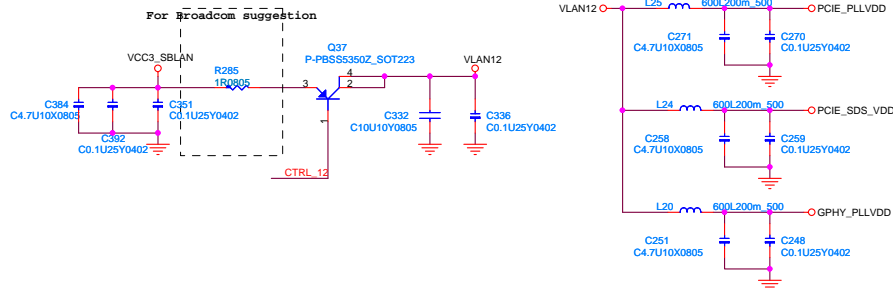 For Broadcom suggestion
VCC3_SBLAN
R285
1R0805
Q37
P-PBSS5350Z_SOT223
3
4
2
1
VLAN12
C384
C4.7U10X0805
C392
C0.1U25Y0402
C351
C0.1U25Y0402
C332
C10U10Y0805
C336
C0.1U25Y0402
CTRL_12
VLAN12
L25
600L200m_500
PCIE_PLLVDD
C271
C4.7U10X0805
C270
C0.1U25Y0402
L24
600L200m_500
PCIE_SDS_VDD
C258
C4.7U10X0805
C259
C0.1U25Y0402
L20
600L200m_500
GPHY_PLLVDD
C251
C4.7U10X0805
C248
C0.1U25Y0402